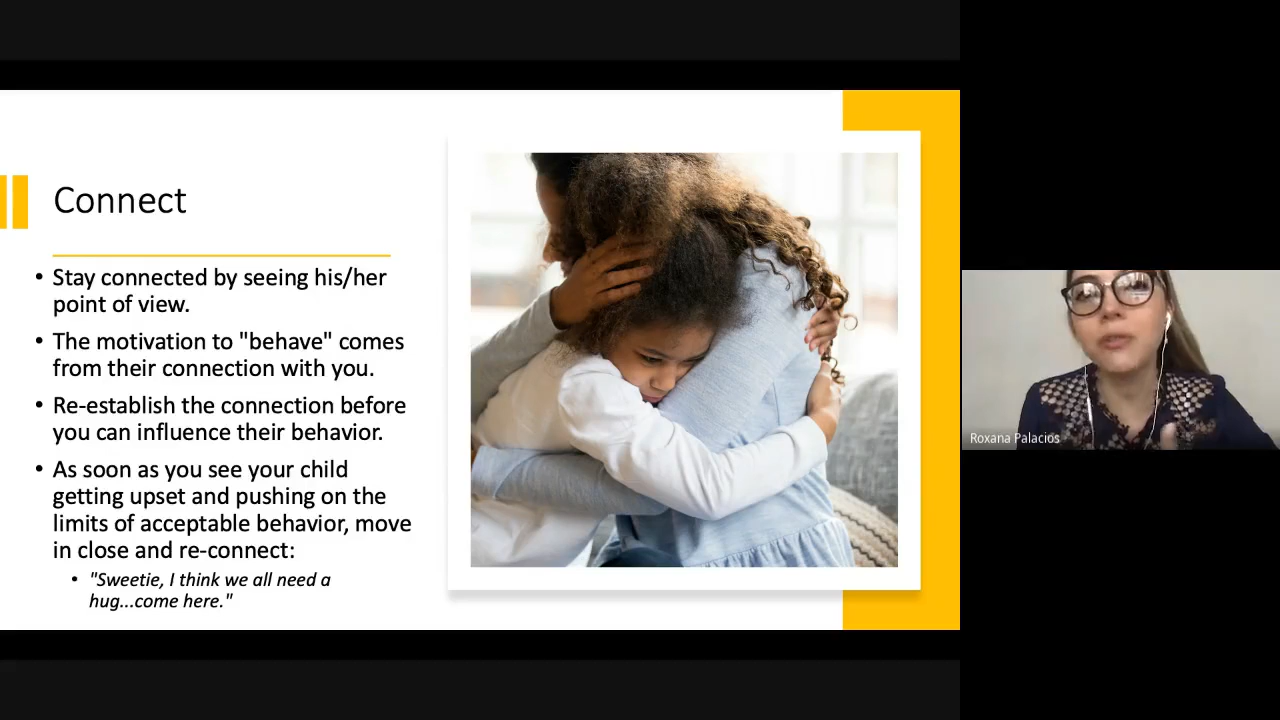 Connect
• Stay connected by seeing his/her
point of view.
• The motivation to "behave" comes
from their connection with you.
• Re-establish the connection before
you can influence their behavior.
• As soon as you see your child
getting upset and pushing on the
limits of acceptable behavior, move
in close and re-connect:
• "Sweetie, I think we all need a
hug...come here."
Roxana Palacios